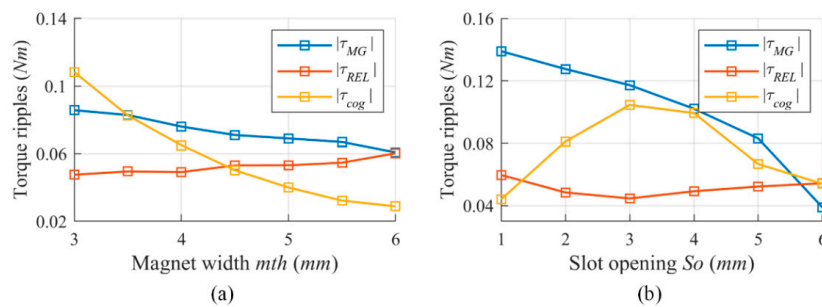 0.14
0.1
0.06
0.02
Torque ripples (Nm)
|τMG|
|τREL|
|τcog|
3 4 5 6
Magnet width mth (mm)
(a)
0.16
0.12
0.08
0.04
Torque ripples (Nm)
|τMG|
|τREL|
|τcog|
1 2 3 4 5 6
Slot opening So (mm)
(b)